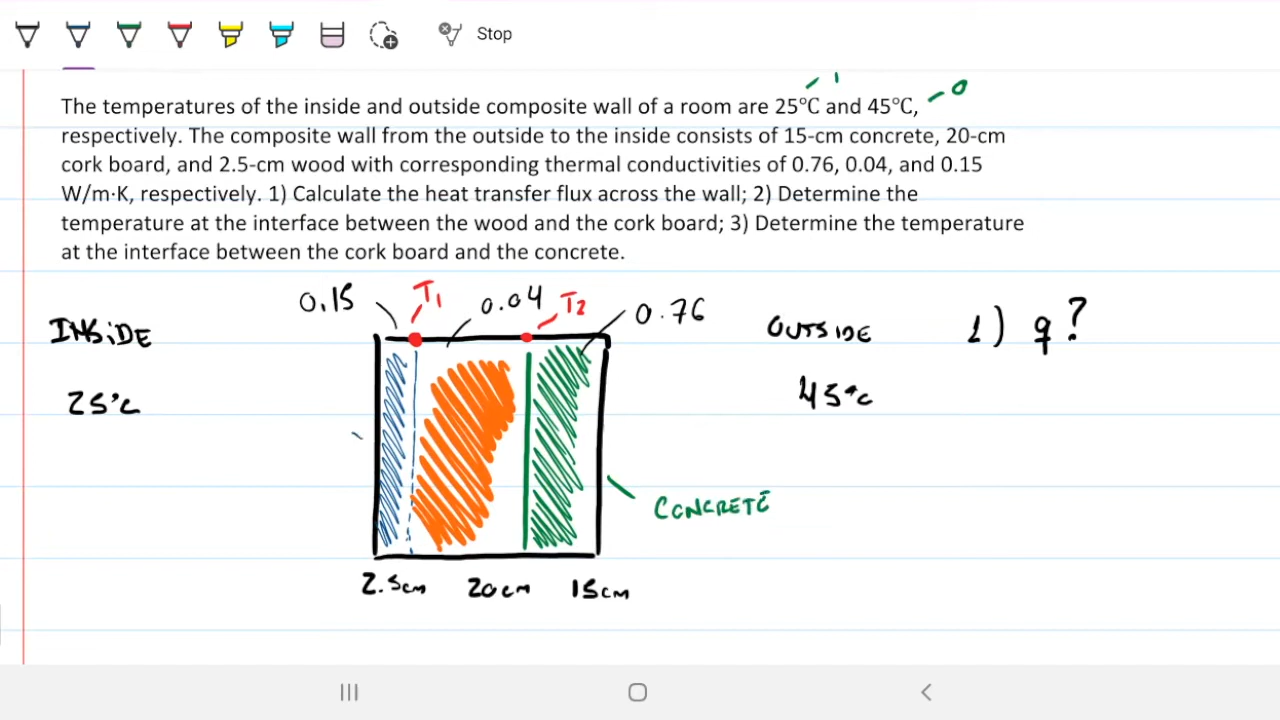 Stop
The temperatures of the inside and outside composite wall of a room are 25°C and 45°C,
respectively. The composite wall from the outside to the inside consists of 15-cm concrete, 20-cm
cork board, and 2.5-cm wood with corresponding thermal conductivities of 0.76, 0.04, and 0.15
W/m·K, respectively. 1) Calculate the heat transfer flux across the wall; 2) Determine the
temperature at the interface between the wood and the cork board; 3) Determine the temperature
at the interface between the cork board and the concrete.
0.15 T1 0.04 T2 0.76
INSIDE OUTSIDE 1) q?
25°C 45°C
CONCRETE
2.5cm 20cm 15cm